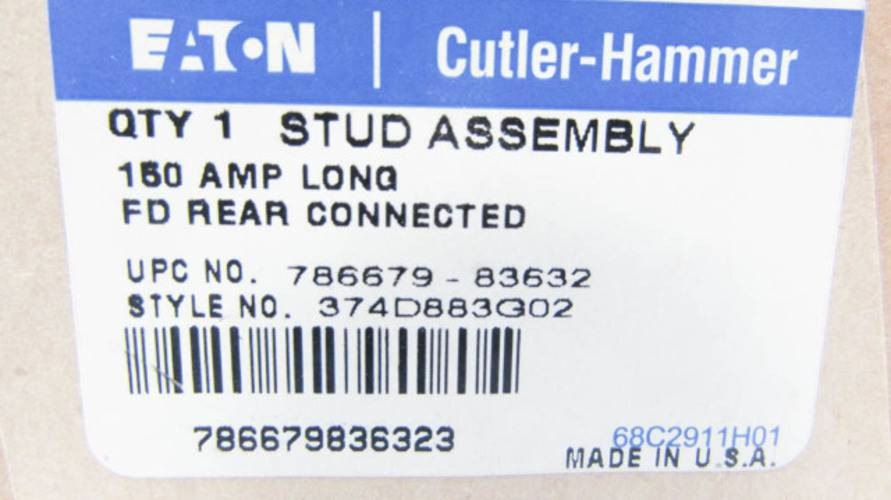 EATON | Cutler-Hammer
QTY 1 STUD ASSEMBLY
150 AMP LONG
FD REAR CONNECTED
UPC NO. 786679-83632
STYLE NO. 374D883G02
786679836323
68C2911H01
MADE IN U.S.A.